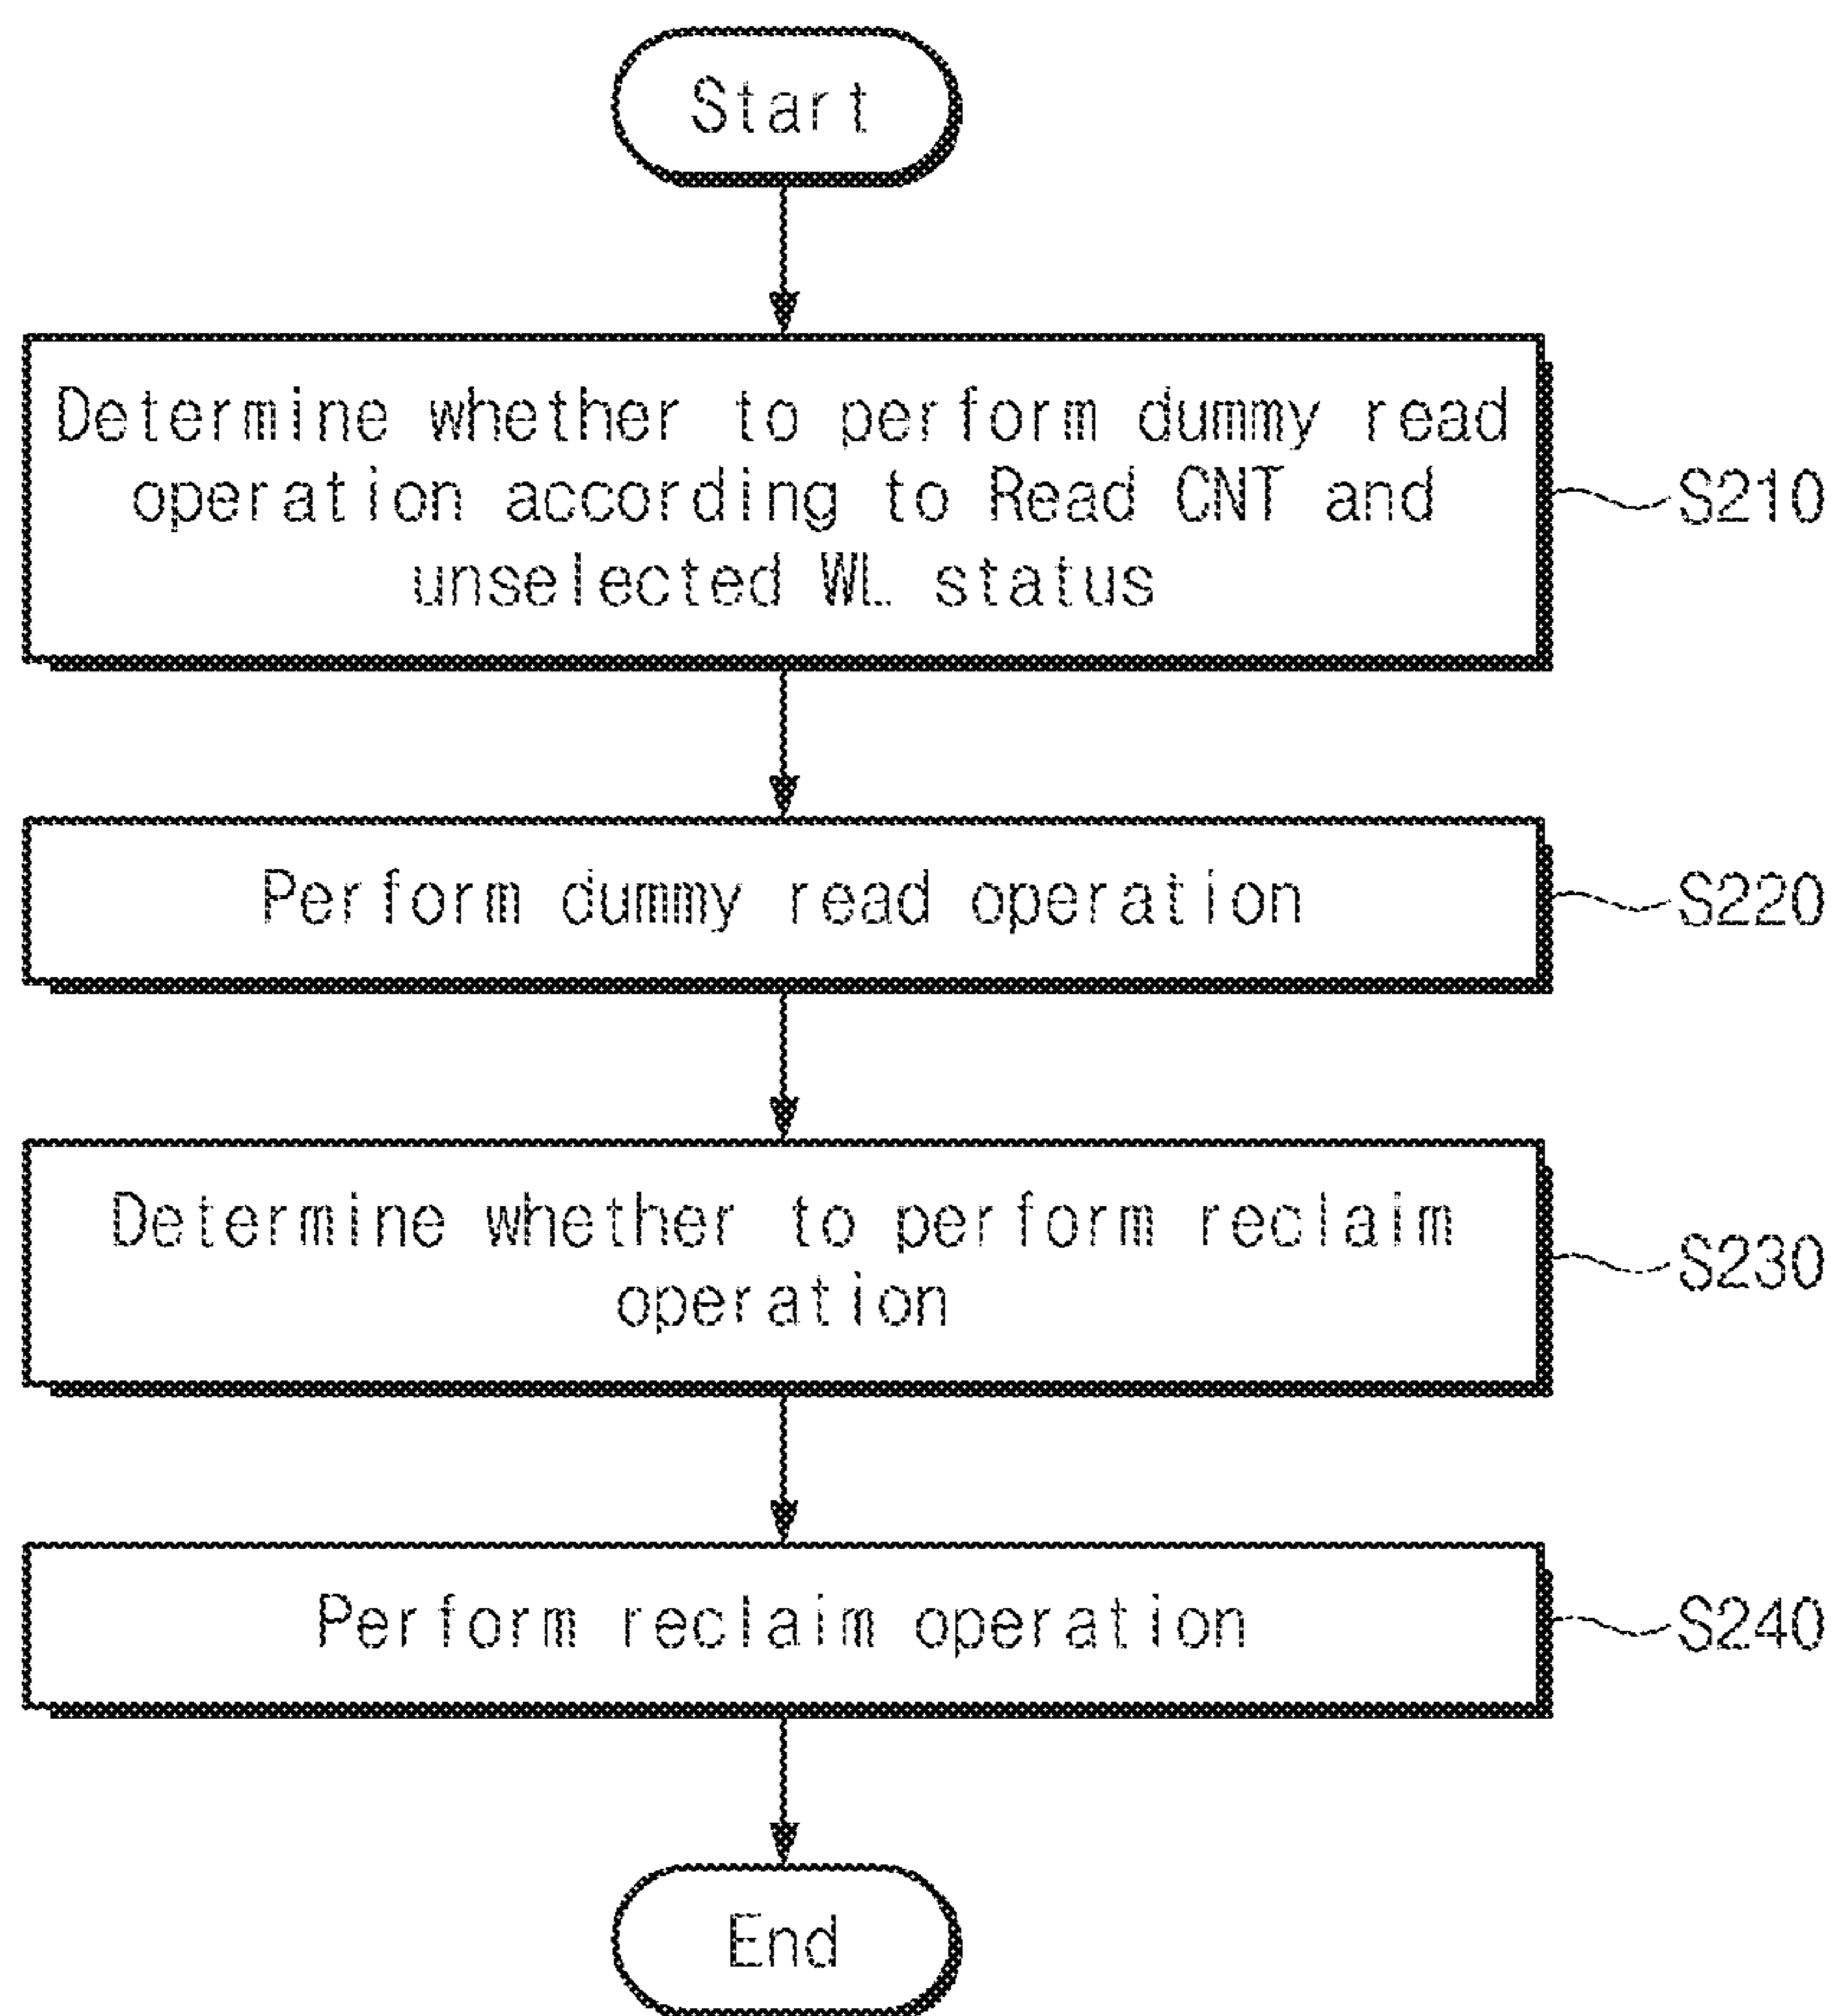 Start
Determine whether to perform dummy read
operation according to Read CNT and
unselected WL status
S210
Perform dummy read operation
S220
Determine whether to perform reclaim
operation
S230
Perform reclaim operation
S240
End